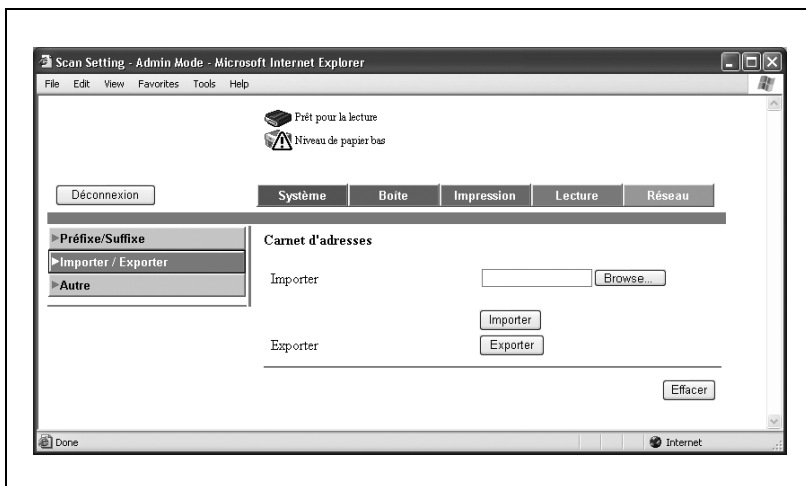 Scan Setting - Admin Mode - Microsoft Internet Explorer
File Edit View Favorites Tools Help
Prêt pour la lecture
Niveau de papier bas
Déconnexion
Système Boîte Impression Lecture Réseau
Préfixe/Suffixe
Importer / Exporter
Autre
Carnet d'adresses
Importer Browse...
Importer
Exporter Exporter
Effacer
Done Internet